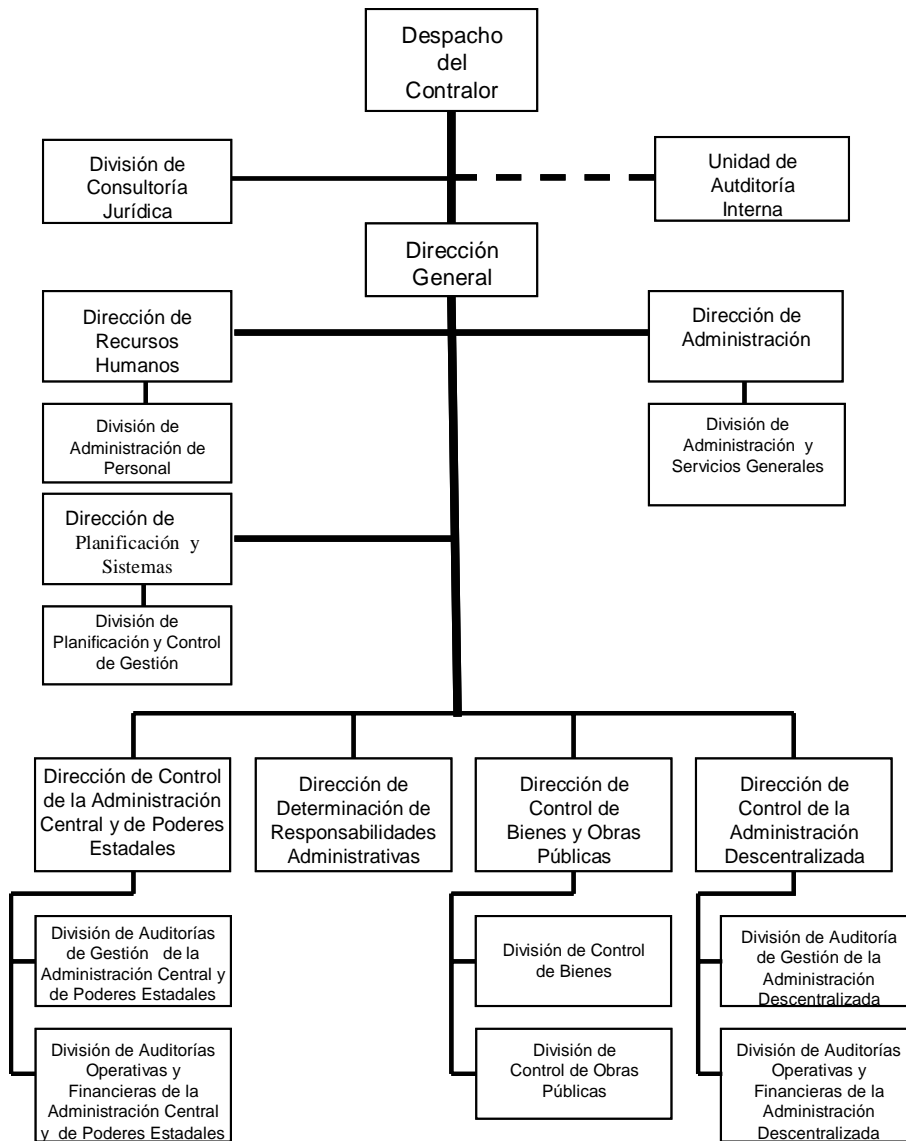 Despacho
del
Contralor
División de
Consultoría
Jurídica
Unidad de
Autditoría
Interna
Dirección
General
Dirección de
Recursos
Humanos
Dirección de
Administración
División de
Administración de
Personal
División de
Administración y
Servicios Generales
Dirección de
Planificación y
Sistemas
División de
Planificación y Control
de Gestión
Dirección de Control
de la Administración
Central y de Poderes
Estadales
Dirección de
Determinación de
Responsabilidades
Administrativas
Dirección de
Control de
Bienes y Obras
Públicas
Dirección de
Control de la
Administración
Descentralizada
División de Auditorías
de Gestión de la
Administración Central y
de Poderes Estadales
División de Control
de Bienes
División de Auditoría
de Gestión de la
Administración
Descentralizada
División de Auditorías
Operativas y
Financieras de la
Administración Central
y de Poderes Estadales
División de
Control de Obras
Públicas
División de Auditorías
Operativas y
Financieras de la
Administración
Descentralizada